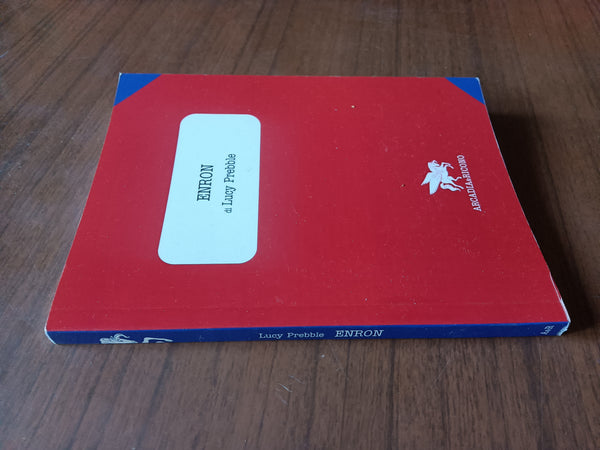 ENRON
di Lucy Prebble
ARCADIA&RICONO
Lucy Prebble ENRON
A&R